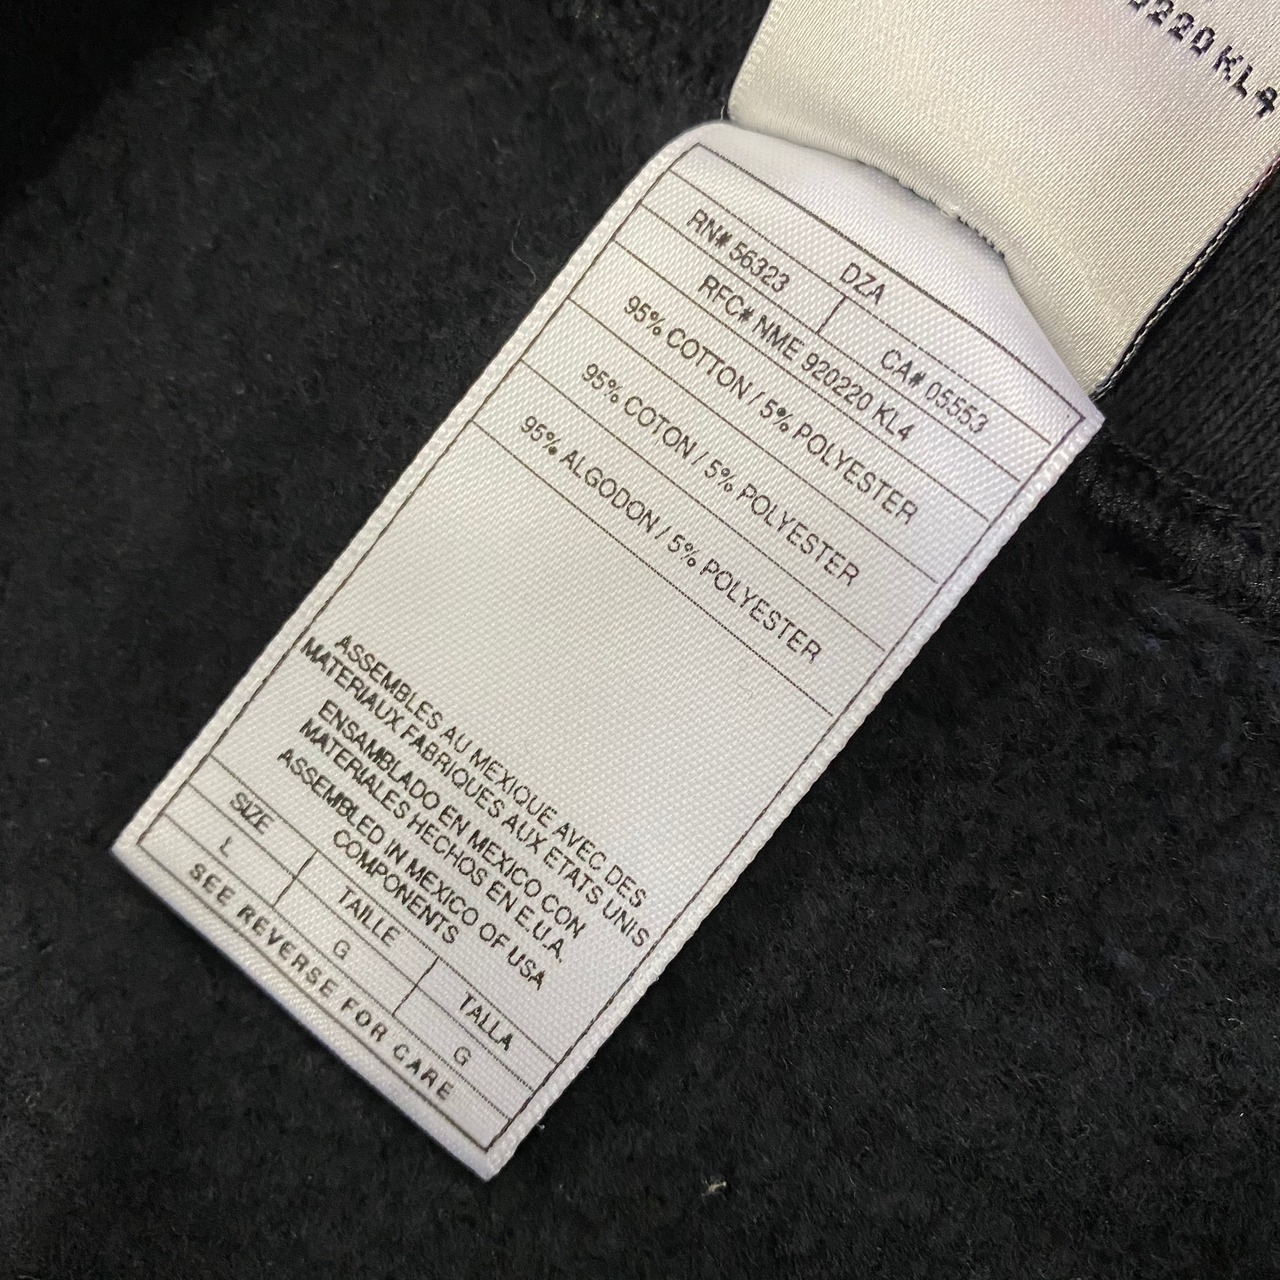 0220 KL4
DZA
RN# 56323 CA# 05553
RFC# NME 920220 KL4
95% COTTON / 5% POLYESTER
95% COTON / 5% POLYESTER
95% ALGODON / 5% POLYESTER
ASSEMBLES AU MEXIQUE AVEC DES
MATERIAUX FABRIQUES AUX ETATS UNIS
ENSAMBLADO EN MEXICO CON
MATERIALES HECHOS EN E.U.A.
ASSEMBLED IN MEXICO OF USA
COMPONENTS
SIZE TAILLE TALLA
L G G
SEE REVERSE FOR CARE